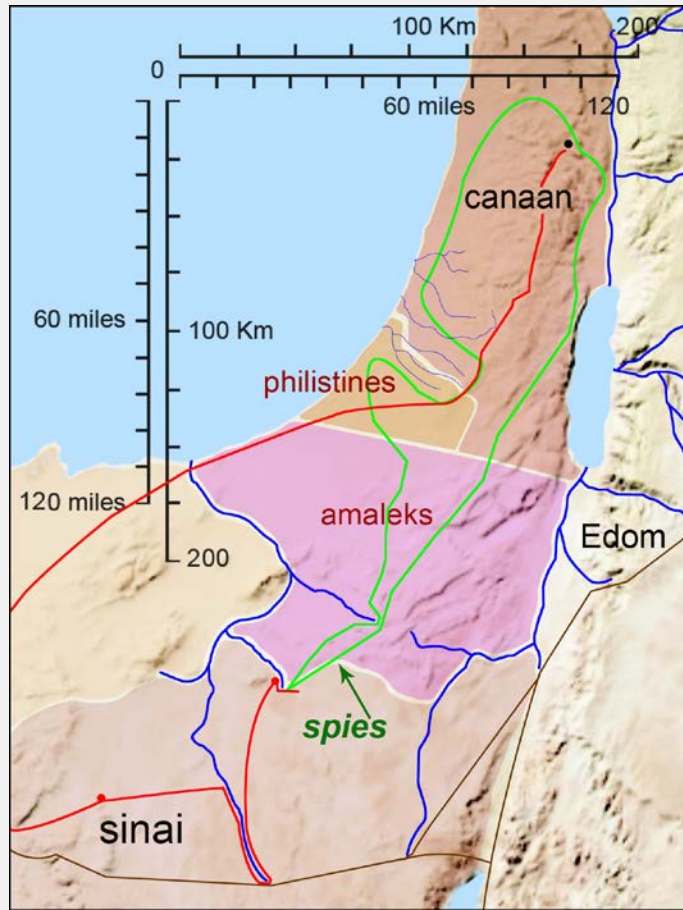 100 Km 200
0
60 miles 120
canaan
60 miles
100 Km
philistines
120 miles
amaleks
Edom
200
spies
sinai